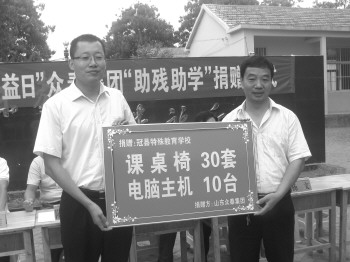 益日”众 团“助残助学”捐赠
捐赠:冠县特殊教育学校
课桌椅 30套
电脑主机 10台
捐赠方:山东众泰集团